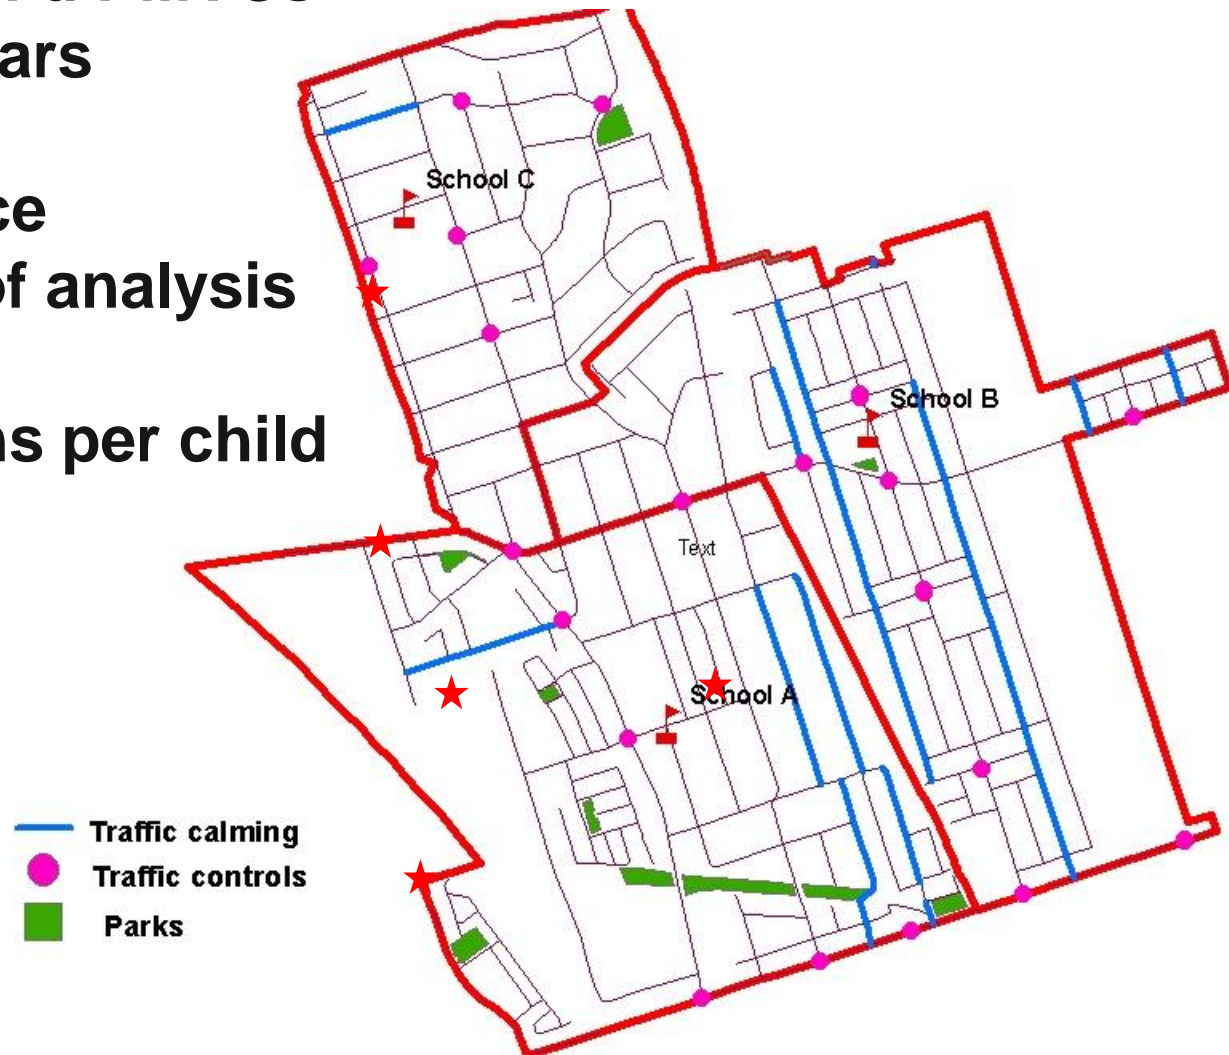 ars
ce
of analysis
ns per child
School C
School B
Text
School A
Traffic calming
Traffic controls
Parks